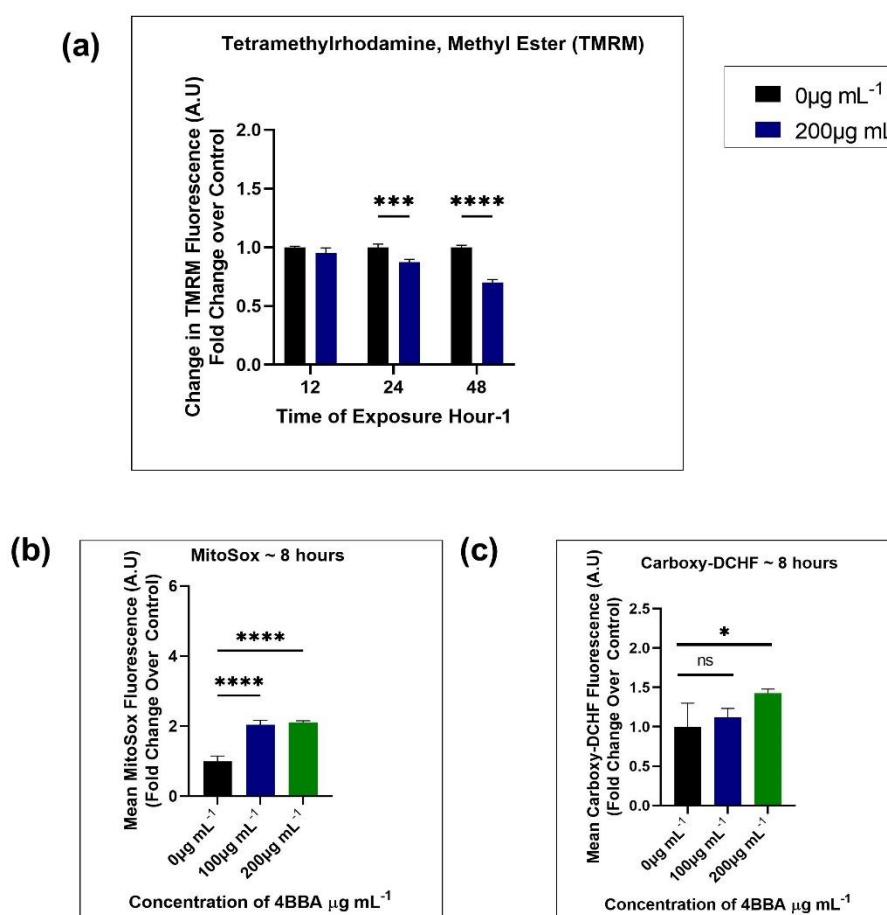 (a)
Tetramethylrhodamine, Methyl Ester (TMRM)
Change in TMRM Fluorescence (A.U)
Fold Change over Control
2.0
1.5
1.0
0.5
0.0
*** ****
12 24 48
Time of Exposure Hour-1
0µg mL⁻¹
200µg mL
(b)
MitoSox ~ 8 hours
Mean MitoSox Fluorescence (A.U)
(Fold Change Over Control)
6
4
2
0
****
****
0µg mL⁻¹
100µg mL⁻¹
200µg mL⁻¹
Concentration of 4BBA µg mL⁻¹
(c)
Carboxy-DCHF ~ 8 hours
Mean Carboxy-DCHF Fluorescence (A.U)
(Fold Change Over Control)
2.5
2.0
1.5
1.0
0.5
0.0
*
ns
0µg mL⁻¹
100µg mL⁻¹
200µg mL⁻¹
Concentration of 4BBA µg mL⁻¹